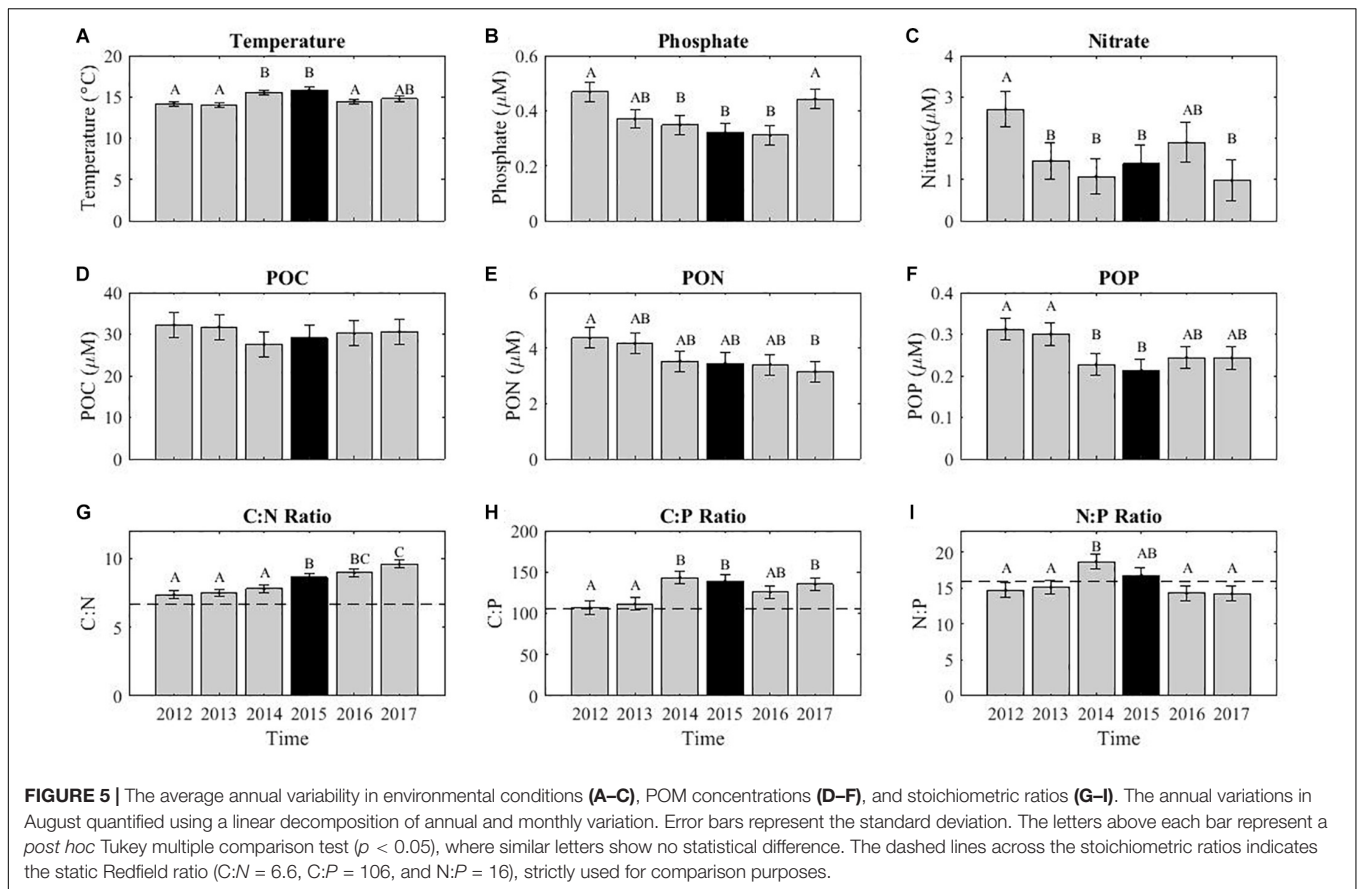 A
Temperature
Temperature (°C)
20
15
10
5
0
A A B B A AB
B
Phosphate
Phosphate (μM)
0.6
0.4
0.2
0
A AB B B B A
C
Nitrate
Nitrate(μM)
4
3
2
1
0
A B B B AB B
D
POC
POC (μM)
40
30
20
10
0
E
PON
PON (μM)
6
4
2
0
A AB AB AB AB B
F
POP
POP (μM)
0.4
0.3
0.2
0.1
0
A A B B AB AB
G
C:N Ratio
C:N
10
5
0
A A A B BC C
2012 2013 2014 2015 2016 2017
Time
H
C:P Ratio
C:P
200
150
100
50
0
A A B B AB B
2012 2013 2014 2015 2016 2017
Time
I
N:P Ratio
N:P
20
15
10
5
0
A A B AB A A
2012 2013 2014 2015 2016 2017
Time
FIGURE 5 | The average annual variability in environmental conditions (A–C), POM concentrations (D–F), and stoichiometric ratios (G–I). The annual variations in
August quantified using a linear decomposition of annual and monthly variation. Error bars represent the standard deviation. The letters above each bar represent a
post hoc Tukey multiple comparison test (p < 0.05), where similar letters show no statistical difference. The dashed lines across the stoichiometric ratios indicates
the static Redfield ratio (C:N = 6.6, C:P = 106, and N:P = 16), strictly used for comparison purposes.